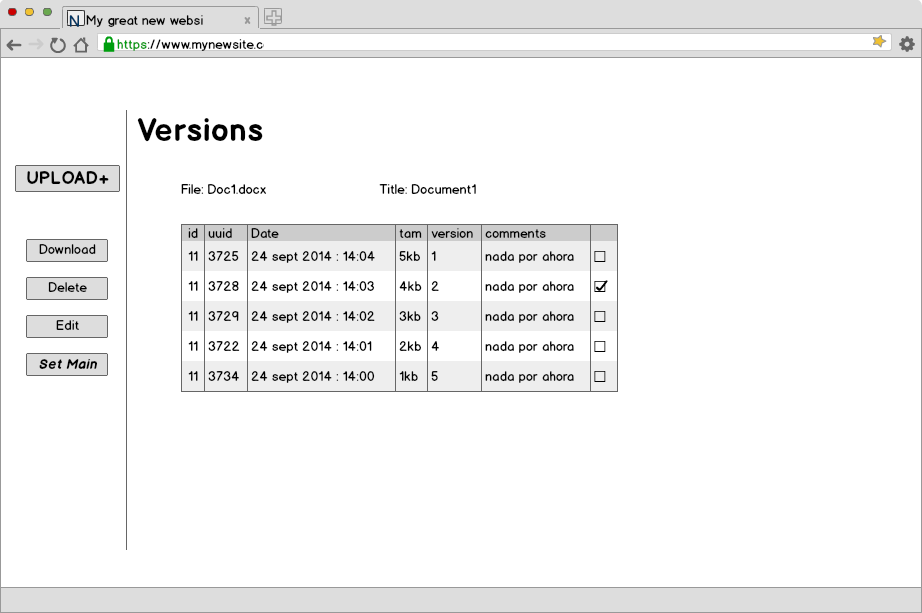 My great new websi x
https://www.mynewsite.c
Versions
UPLOAD+
File: Doc1.docx Title: Document1
id uuid Date tam version comments
Download
11 3725 24 sept 2014 : 14:04 5kb 1 nada por ahora
Delete
11 3728 24 sept 2014 : 14:03 4kb 2 nada por ahora
Edit
11 3729 24 sept 2014 : 14:02 3kb 3 nada por ahora
Set Main
11 3722 24 sept 2014 : 14:01 2kb 4 nada por ahora
11 3734 24 sept 2014 : 14:00 1kb 5 nada por ahora